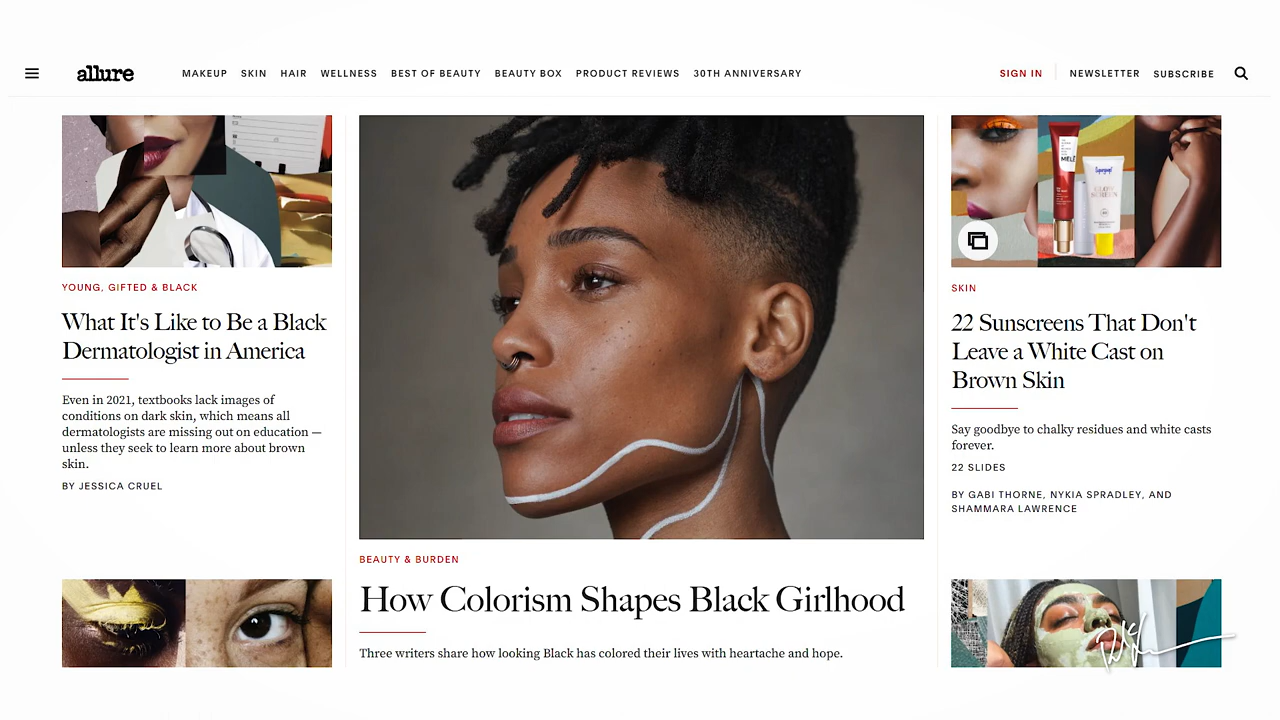 allure
MAKEUP SKIN HAIR WELLNESS BEST OF BEAUTY BEAUTY BOX PRODUCT REVIEWS 30TH ANNIVERSARY
SIGN IN NEWSLETTER SUBSCRIBE
YOUNG, GIFTED & BLACK
What It's Like to Be a Black
Dermatologist in America
Even in 2021, textbooks lack images of
conditions on dark skin, which means all
dermatologists are missing out on education —
unless they seek to learn more about brown
skin.
BY JESSICA CRUEL
BEAUTY & BURDEN
How Colorism Shapes Black Girlhood
Three writers share how looking Black has colored their lives with heartache and hope.
MELÉ
Supergoop!
GLOW
SCREEN
SKIN
22 Sunscreens That Don't
Leave a White Cast on
Brown Skin
Say goodbye to chalky residues and white casts
forever.
22 SLIDES
BY GABI THORNE, NYKIA SPRADLEY, AND
SHAMMARA LAWRENCE